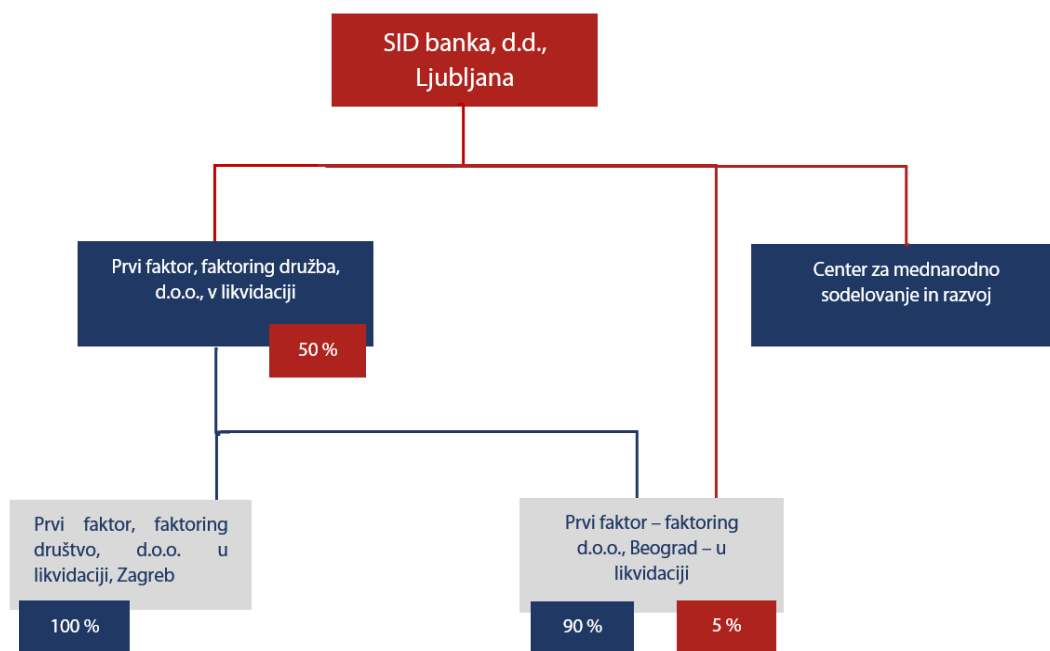 SID banka, d.d.,
Ljubljana
Prvi faktor, faktoring družba,
d.o.o., v likvidaciji
50 %
Center za mednarodno
sodelovanje in razvoj
Prvi faktor, faktoring
društvo, d.o.o. u
likvidaciji, Zagreb
100 %
Prvi faktor – faktoring
d.o.o., Beograd – u
likvidaciji
90 %
5 %